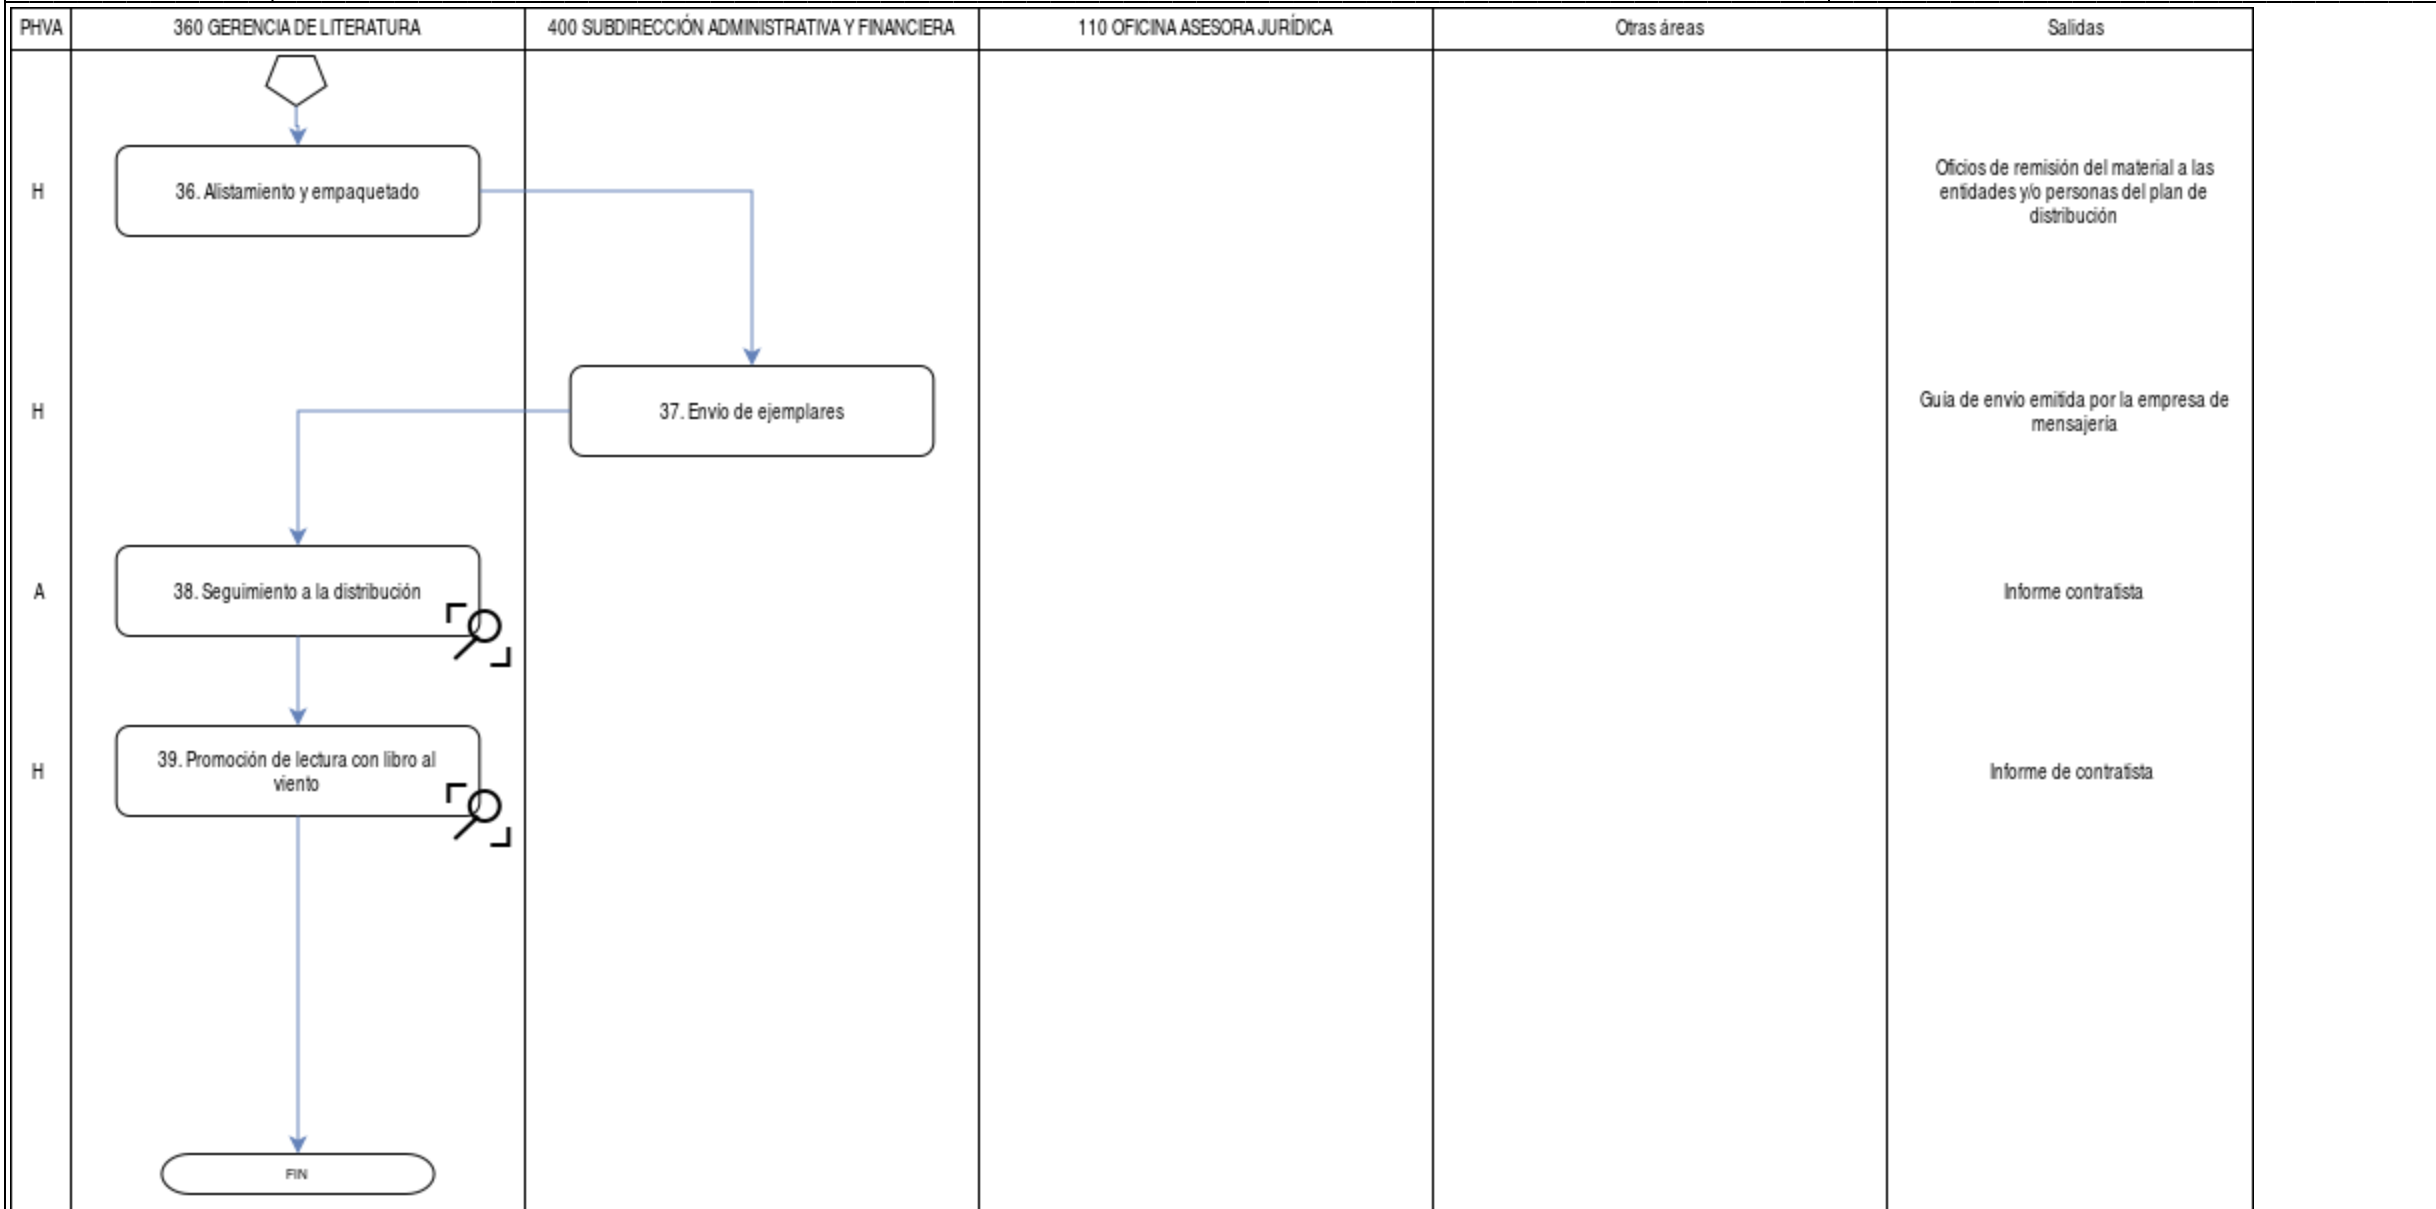 PHVA
360 GERENCIA DE LITERATURA
400 SUBDIRECCIÓN ADMINISTRATIVA Y FINANCIERA
110 OFICINA ASESORA JURÍDICA
Otras áreas
Salidas
H
36. Alistamiento y empaquetado
Oficios de remisión del material a las
entidades y/o personas del plan de
distribución
H
37. Envío de ejemplares
Guía de envío emitida por la empresa de
mensajería
A
38. Seguimiento a la distribución
Informe contratista
H
39. Promoción de lectura con libro al
viento
Informe de contratista
FIN